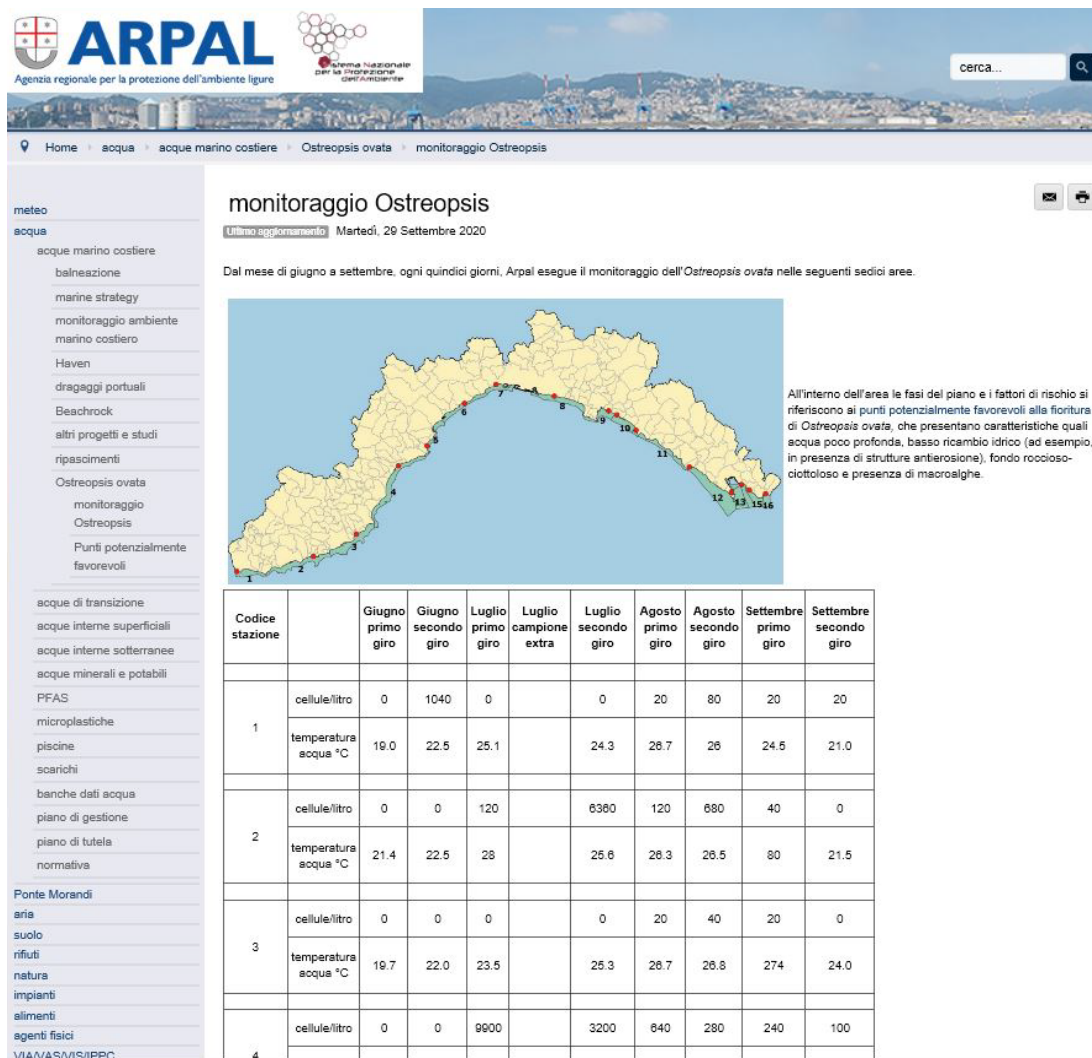 ARPAL
Agenzia regionale per la protezione dell'ambiente ligure
Sistema Nazionale
per la Protezione
dell'Ambiente
cerca...
Home acqua acque marino costiere Ostreopsis ovata monitoraggio Ostreopsis
meteo
acqua
acque marino costiere
balneazione
marine strategy
monitoraggio ambiente
marino costiero
Haven
dragaggi portuali
Beachrock
altri progetti e studi
ripascimenti
Ostreopsis ovata
monitoraggio
Ostreopsis
Punti potenzialmente
favorevoli
acque di transizione
acque interne superficiali
acque interne sotterranee
acque minerali e potabili
PFAS
microplastiche
piscine
scarichi
banche dati acqua
piano di gestione
piano di tutela
normativa
Ponte Morandi
aria
suolo
rifiuti
natura
impianti
alimenti
agenti fisici
VIA/VAS/VIS/IPPC
monitoraggio Ostreopsis
Ultimo aggiornamento Martedì, 29 Settembre 2020
Dal mese di giugno a settembre, ogni quindici giorni, Arpal esegue il monitoraggio dell'Ostreopsis ovata nelle seguenti sedici aree.
1 2 3 4 5 6 7 8 9 10 11 12 13 15 16
All'interno dell'area le fasi del piano e i fattori di rischio si
riferiscono ai punti potenzialmente favorevoli alla fioritura
di Ostreopsis ovata, che presentano caratteristiche quali
acqua poco profonda, basso ricambio idrico (ad esempio,
in presenza di strutture antierosione), fondo roccioso-
ciottoloso e presenza di macroalghe.
Codice stazione Giugno primo giro Giugno secondo giro Luglio primo giro Luglio campione extra Luglio secondo giro Agosto primo giro Agosto secondo giro Settembre primo giro Settembre secondo giro
1
cellule/litro 0 1040 0 0 20 80 20 20
temperatura acqua °C 19.0 22.5 25.1 24.3 26.7 26 24.5 21.0
2
cellule/litro 0 0 120 6360 120 680 40 0
temperatura acqua °C 21.4 22.5 28 25.6 26.3 26.5 80 21.5
3
cellule/litro 0 0 0 0 20 40 20 0
temperatura acqua °C 19.7 22.0 23.5 25.3 26.7 26.8 274 24.0
4
cellule/litro 0 0 9900 3200 640 280 240 100